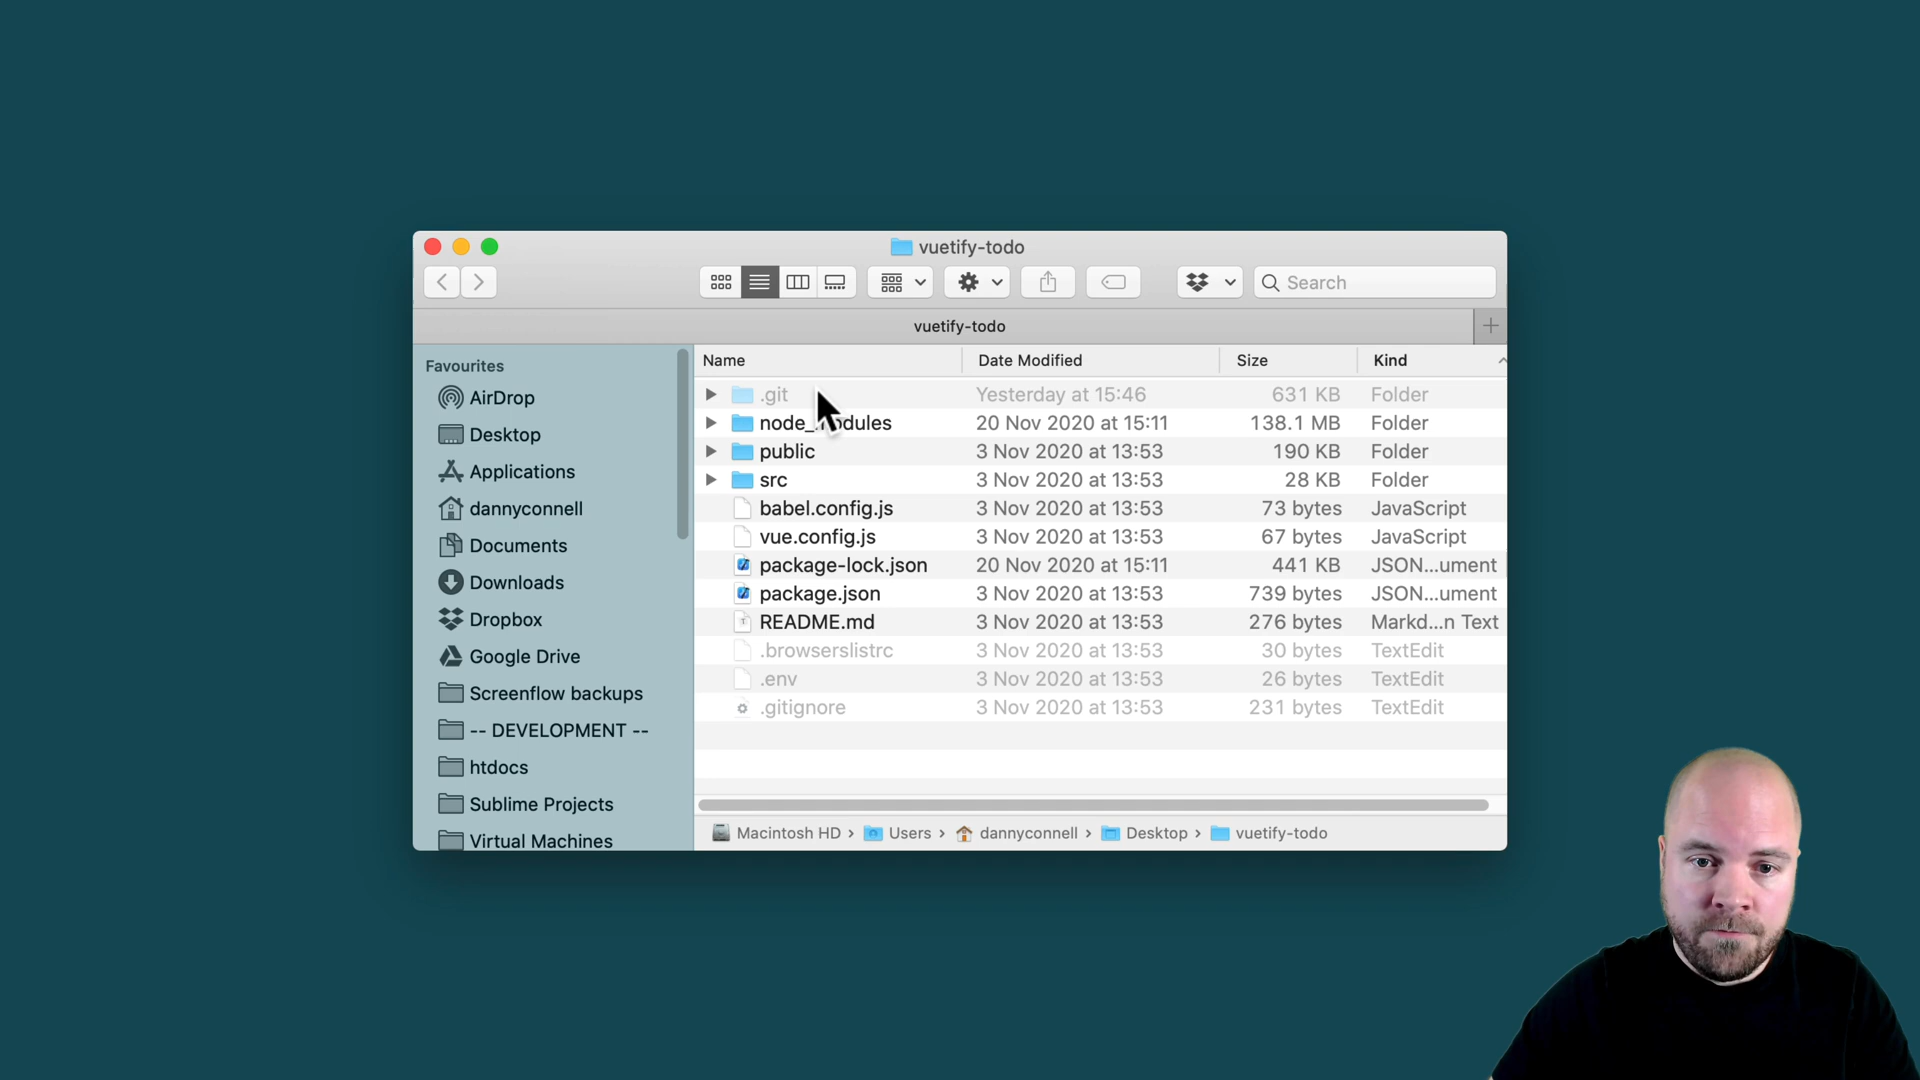 vuetify-todo
Search
vuetify-todo
Favourites
AirDrop
Desktop
Applications
dannyconnell
Documents
Downloads
Dropbox
Google Drive
Screenflow backups
-- DEVELOPMENT --
htdocs
Sublime Projects
Virtual Machines
Name Date Modified Size Kind
.git Yesterday at 15:46 631 KB Folder
20 Nov 2020 at 15:11 138.1 MB Folder
public 3 Nov 2020 at 13:53 190 KB Folder
src 3 Nov 2020 at 13:53 28 KB Folder
babel.config.js 3 Nov 2020 at 13:53 73 bytes JavaScript
vue.config.js 3 Nov 2020 at 13:53 67 bytes JavaScript
package-lock.json 20 Nov 2020 at 15:11 441 KB JSON...ument
package.json 3 Nov 2020 at 13:53 739 bytes JSON...ument
README.md 3 Nov 2020 at 13:53 276 bytes Markd...n Text
.browserslistrc 3 Nov 2020 at 13:53 30 bytes TextEdit
.env 3 Nov 2020 at 13:53 26 bytes TextEdit
.gitignore 3 Nov 2020 at 13:53 231 bytes TextEdit
Macintosh HD › Users › dannyconnell › Desktop › vuetify-todo